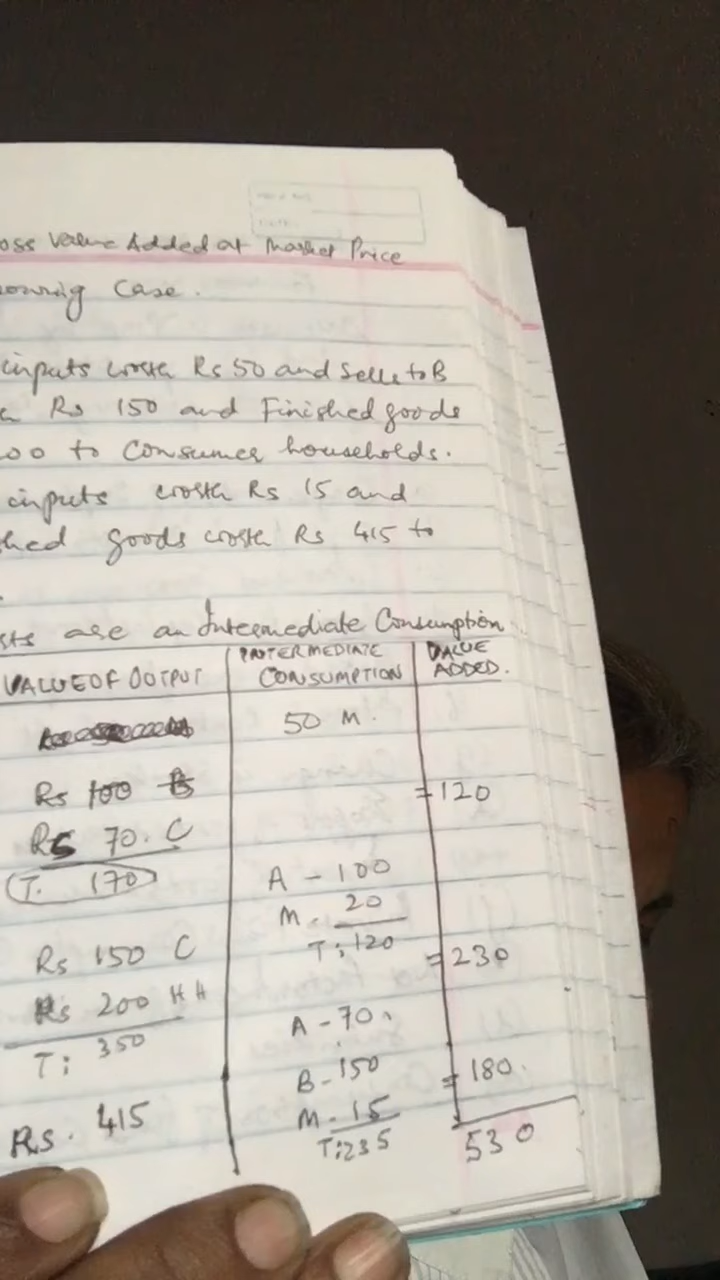 oss Value Added at Market Price
owing Case.
inputs worth Rs 50 and Sells to B
Rs 150 and Finished goods
00 to Consumer households.
inputs worth Rs 15 and
shed goods worth Rs 415 to
sts are an Intermediate Consumption
VALUE OF OOTPUT INTERMEDIATE CONSUMPTION VALUE ADDED.
50 M.
Rs 100 B = 120
Rs 70. C
T. 170 A - 100
M. 20
T: 120
Rs 150 C = 230
Rs 200 HH
T: 350 A - 70.
B - 150 = 180.
Rs. 415 M - 15
T: 235 530